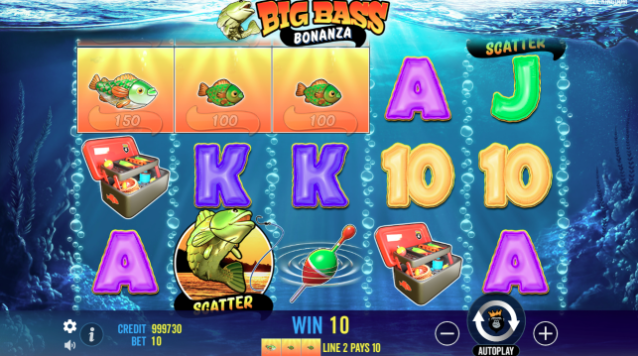 BIG BASS
BONANZA
SCATTER
150
100
100
A
J
K
K
10
10
A
SCATTER
A
CREDIT 999730
BET 10
WIN 10
LINE 2 PAYS 10
AUTOPLAY